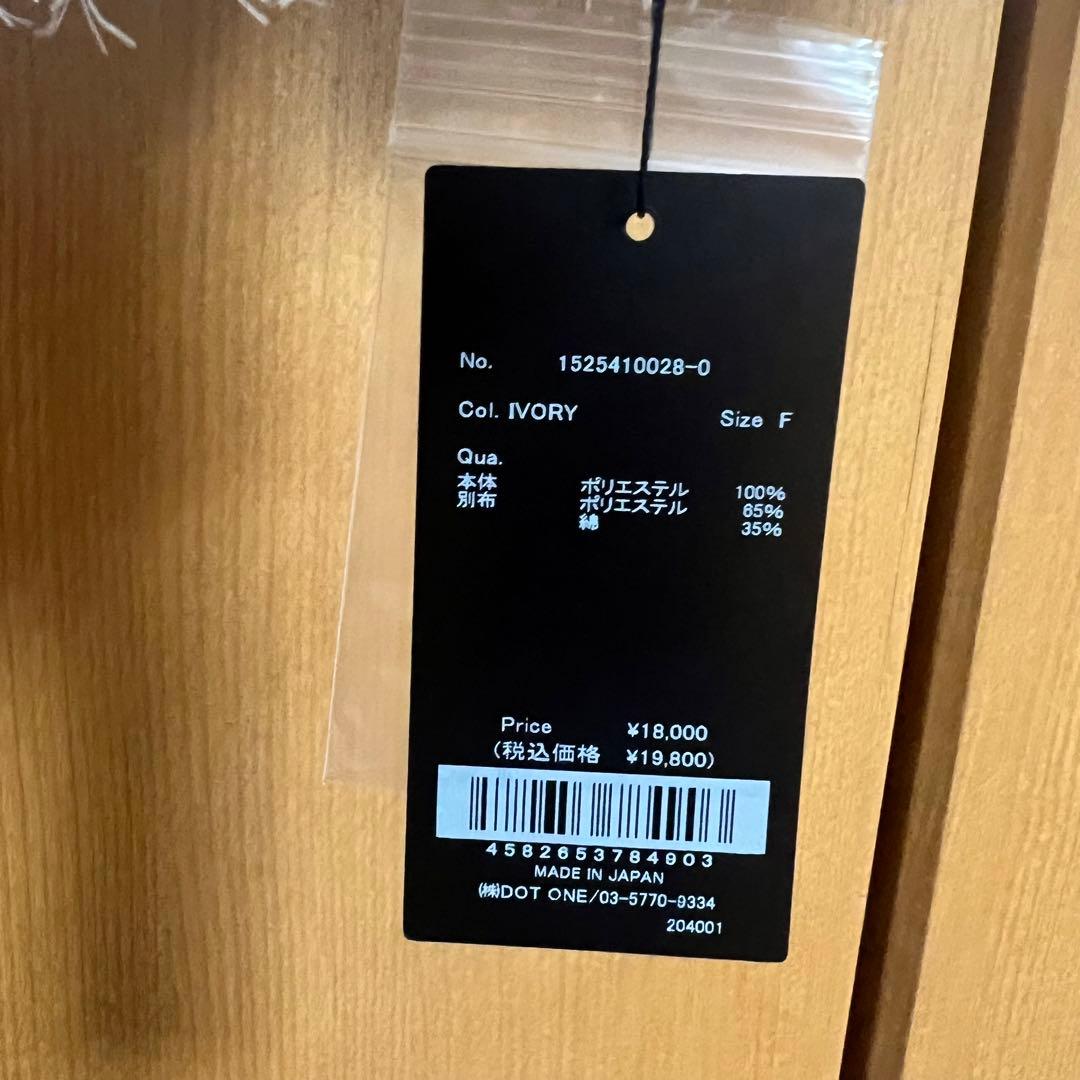 No. 1525410028-0
Col. IVORY Size F
Qua.
本体 ポリエステル 100%
別布 ポリエステル 65%
綿 35%
Price ¥18,000
(税込価格 ¥19,800)
4582653784903
MADE IN JAPAN
㈱DOT ONE/03-5770-9334
204001